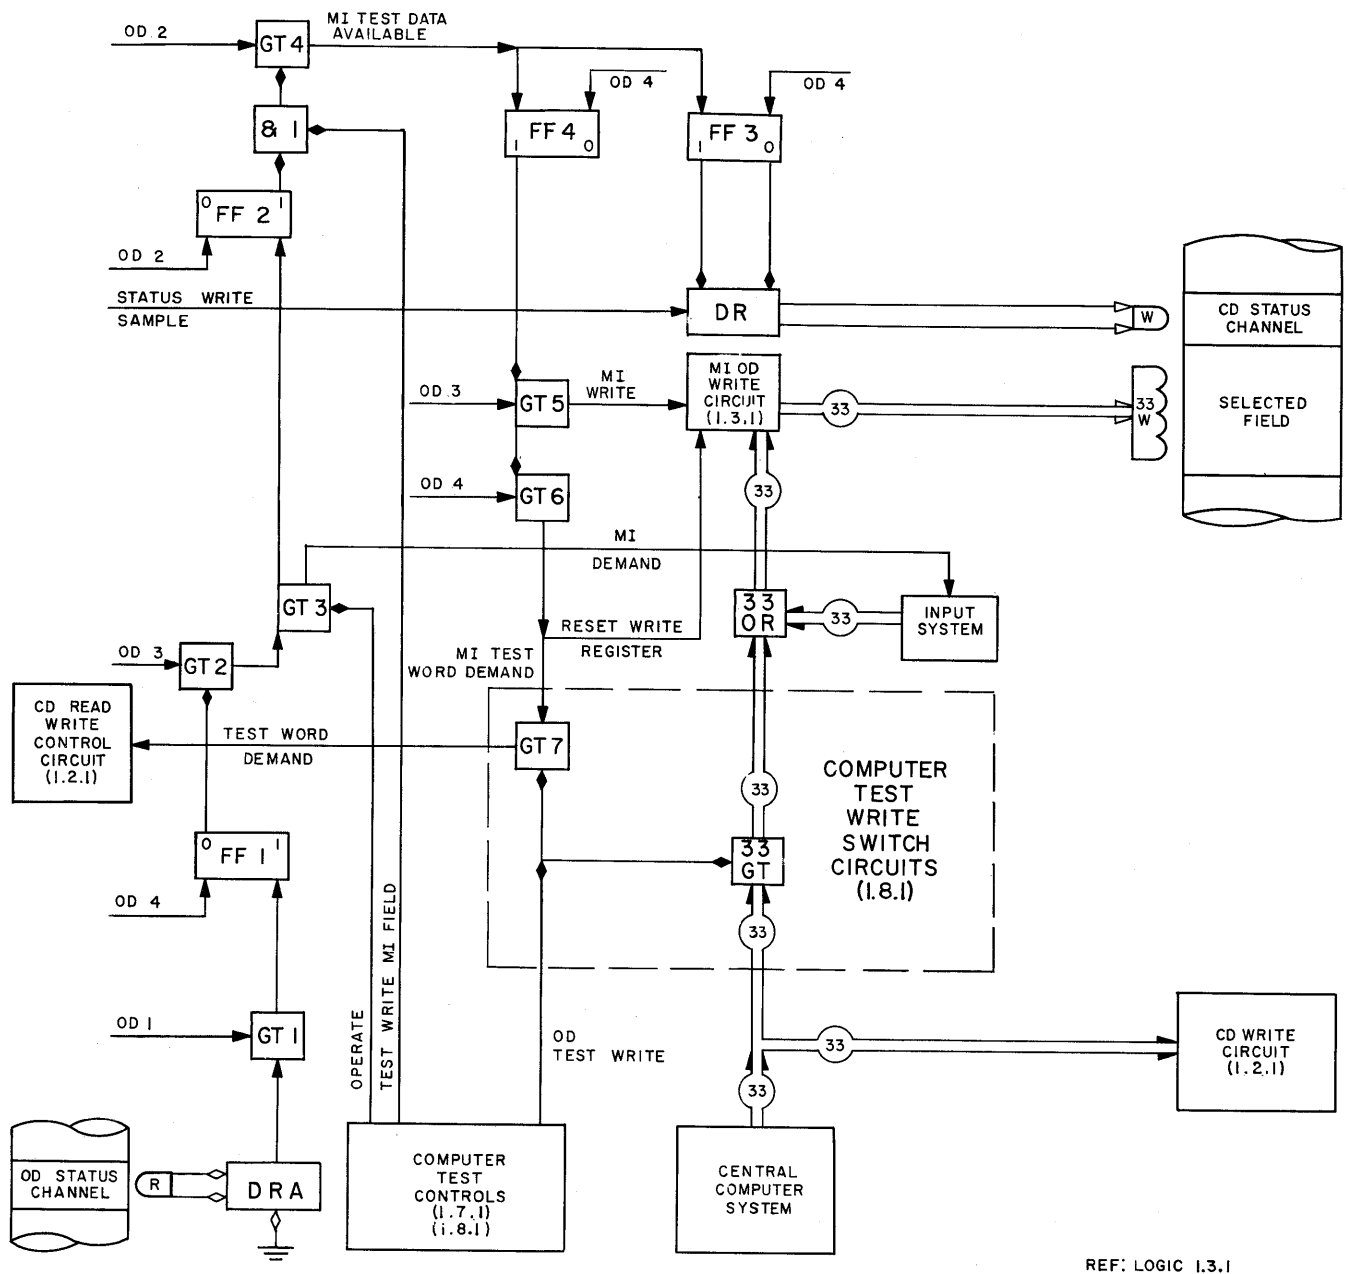 OD 2
GT 4
MI TEST DATA
AVAILABLE
OD 4
OD 4
& 1
FF 4
1 0
FF 3
1 0
0 1
FF 2
OD 2
STATUS WRITE
SAMPLE
DR
W
CD STATUS
CHANNEL
MI OD
WRITE
CIRCUIT
(1.3.1)
MI
WRITE
OD 3
GT 5
33
33
W
SELECTED
FIELD
OD 4
GT 6
33
MI
DEMAND
GT 3
33
OR
33
INPUT
SYSTEM
RESET WRITE
REGISTER
OD 3
GT 2
MI TEST
WORD DEMAND
CD READ
WRITE
CONTROL
CIRCUIT
(1.2.1)
TEST WORD
DEMAND
GT 7
33
COMPUTER
TEST
WRITE
SWITCH
CIRCUITS
(1.8.1)
0 1
FF 1
33
GT
OD 4
33
OPERATE
TEST WRITE MI FIELD
OD 1
GT 1
OD
TEST WRITE
33
CD WRITE
CIRCUIT
(1.2.1)
33
OD STATUS
CHANNEL
R
DRA
COMPUTER
TEST
CONTROLS
(1.7.1)
(1.8.1)
CENTRAL
COMPUTER
SYSTEM
REF: LOGIC 1.3.1